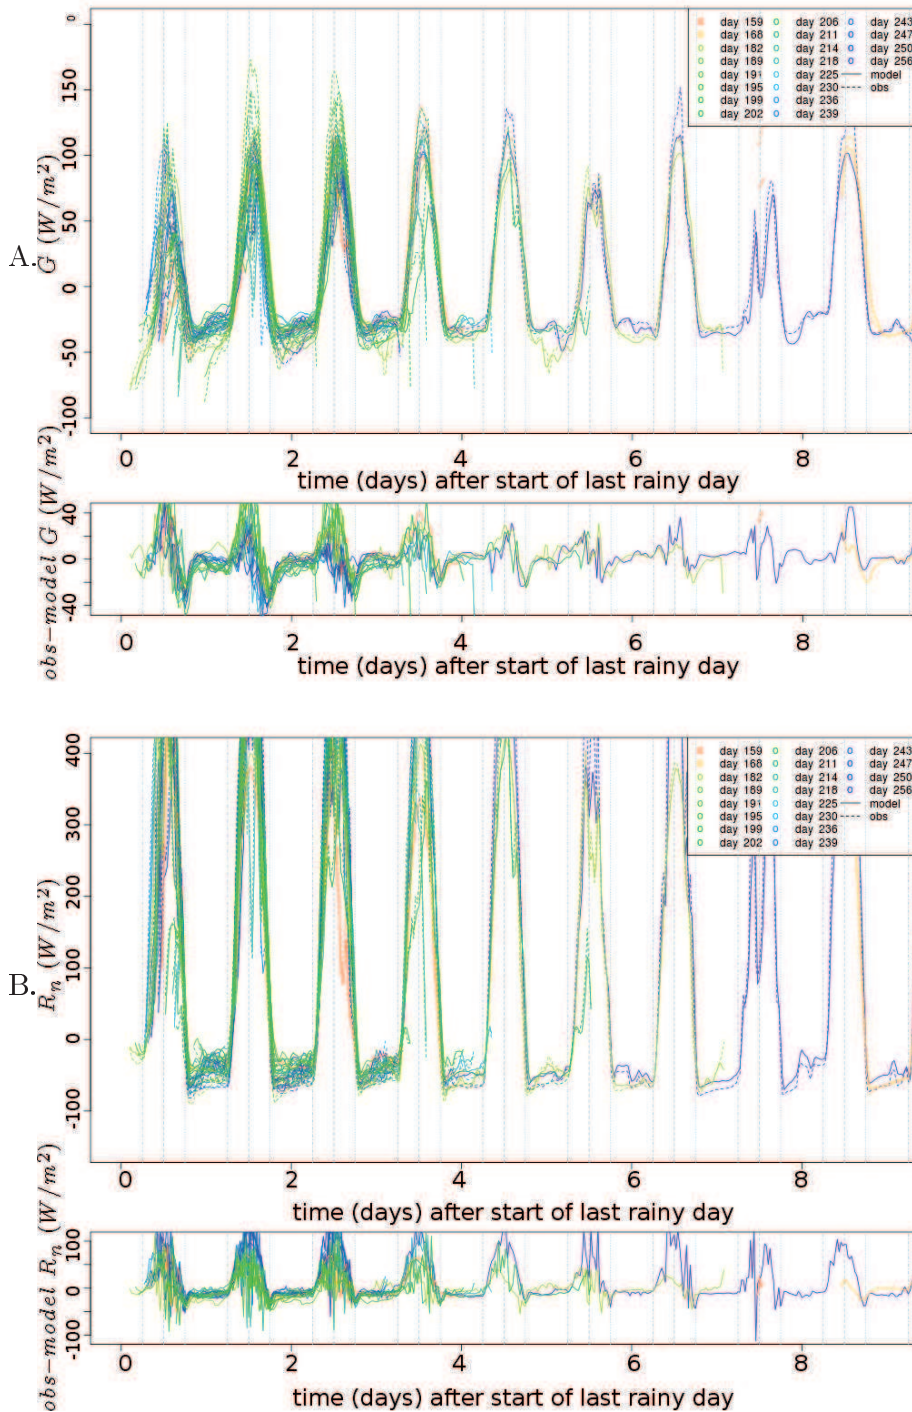 A.
G (W/m²)
0
150
100
50
0
-50
-100
day 159
day 168
day 182
day 189
day 191
day 195
day 199
day 202
day 206
day 211
day 214
day 218
day 225
day 230
day 236
day 239
day 243
day 247
day 250
day 256
model
obs
0 2 4 6 8
time (days) after start of last rainy day
obs−model G (W/m²)
40
0
-40
0 2 4 6 8
time (days) after start of last rainy day
B.
Rₙ (W/m²)
400
300
200
100
0
-100
day 159
day 168
day 182
day 189
day 191
day 195
day 199
day 202
day 206
day 211
day 214
day 218
day 225
day 230
day 236
day 239
day 243
day 247
day 250
day 256
model
obs
0 2 4 6 8
time (days) after start of last rainy day
obs−model Rₙ (W/m²)
100
0
-100
0 2 4 6 8
time (days) after start of last rainy day